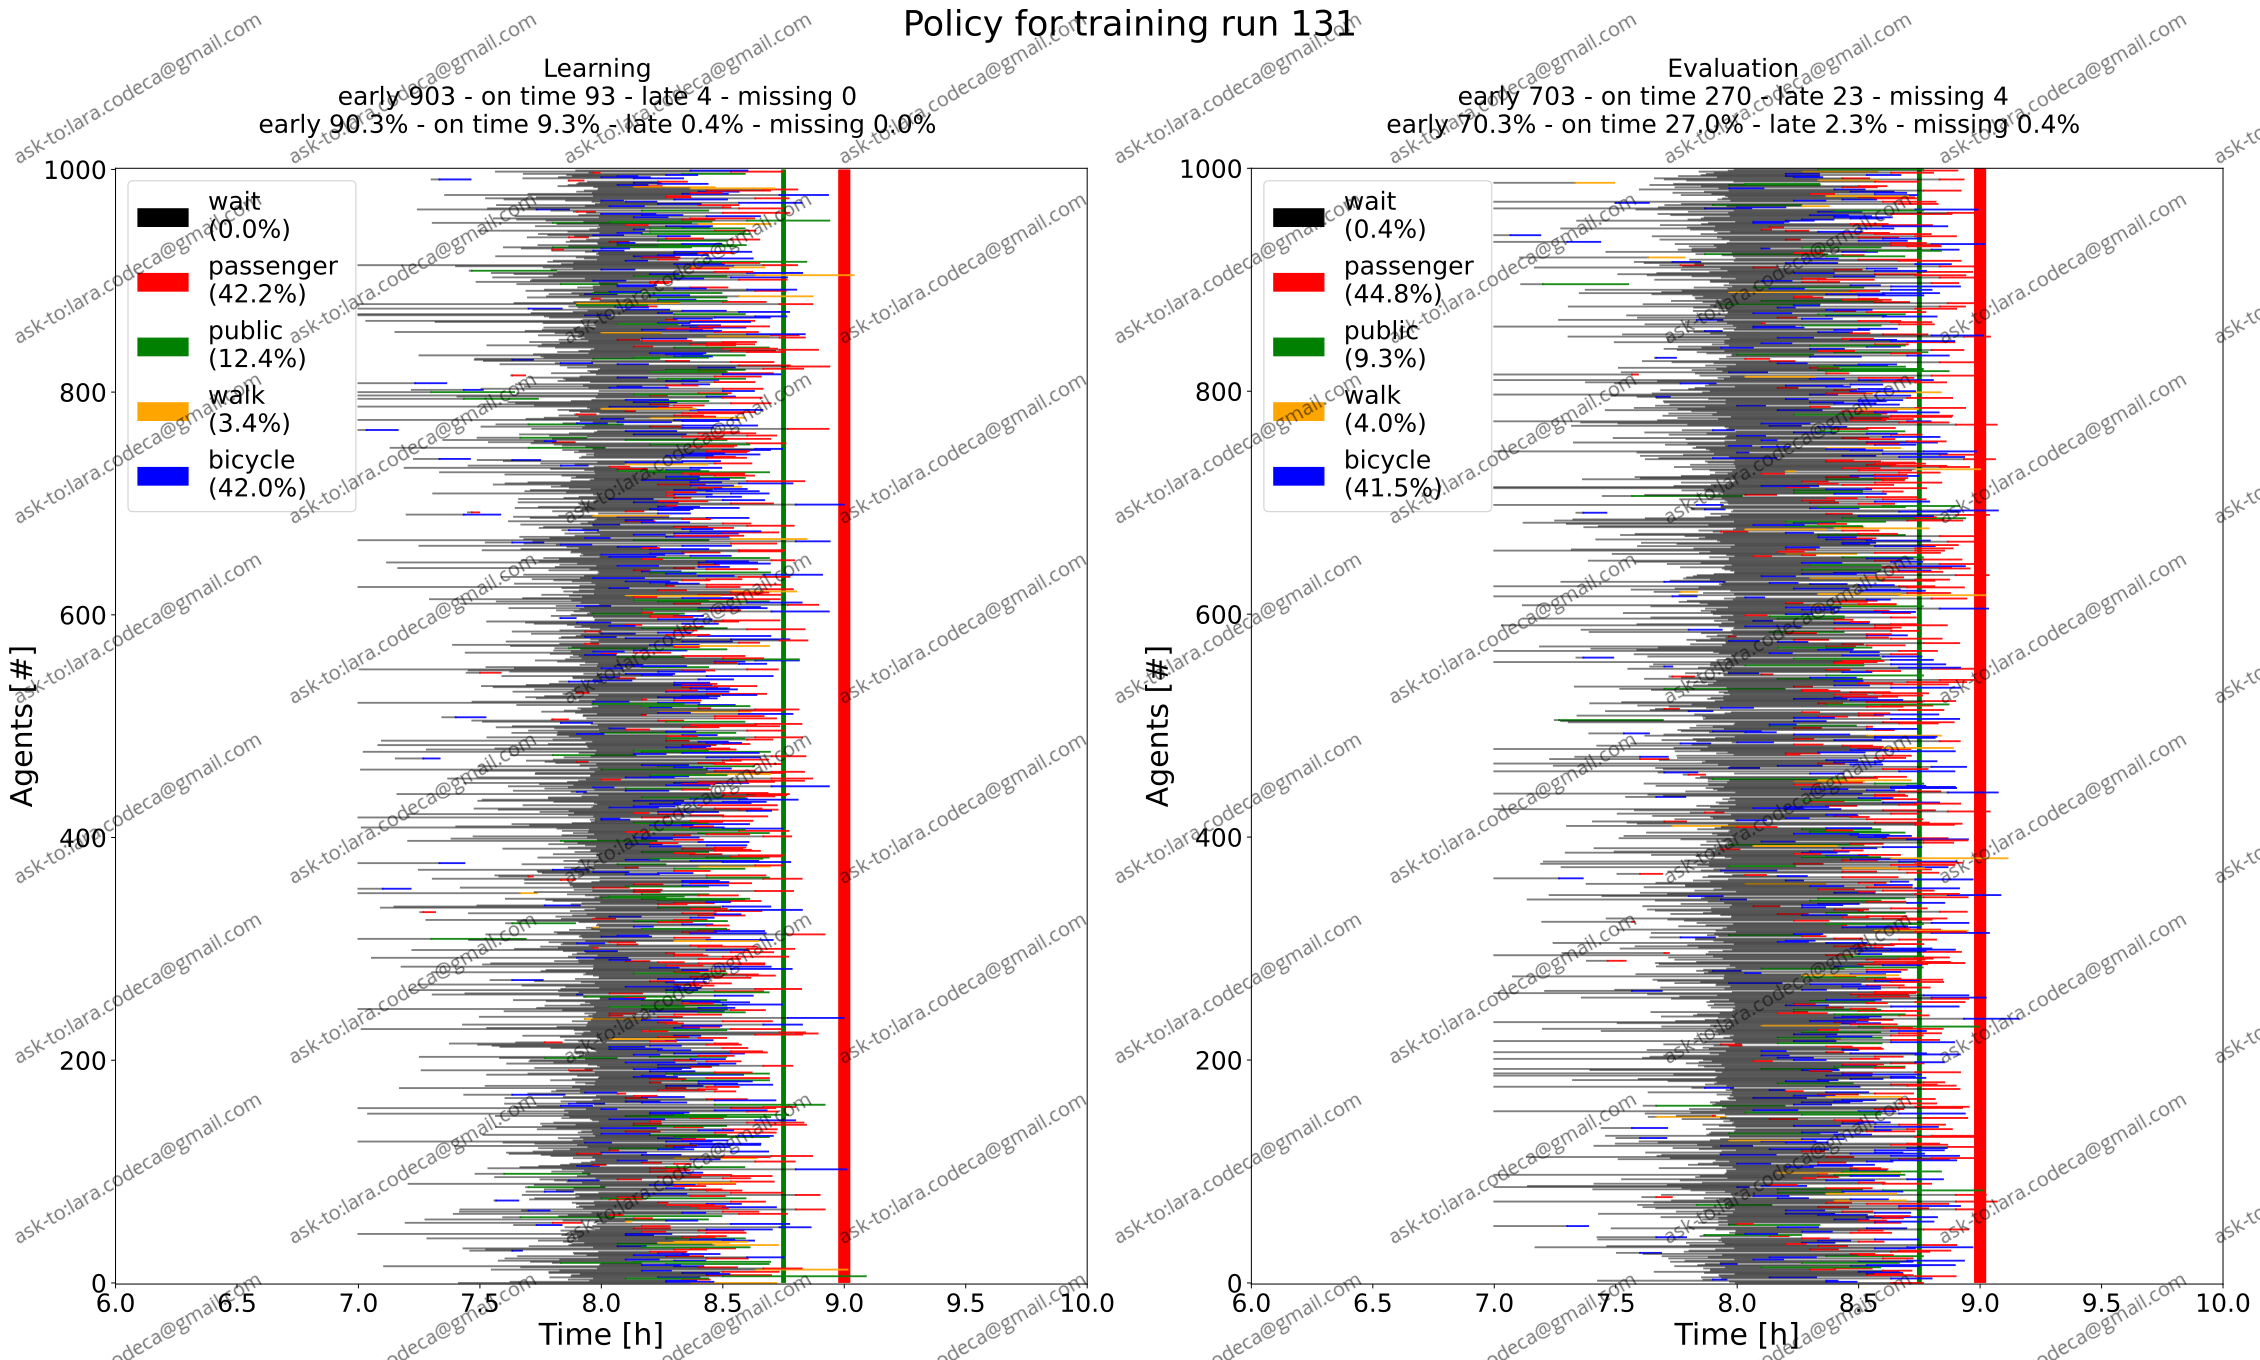 Policy for training run 131
Learning
early 903 - on time 93 - late 4 - missing 0
early 90.3% - on time 9.3% - late 0.4% - missing 0.0%
Evaluation
early 703 - on time 270 - late 23 - missing 4
early 70.3% - on time 27.0% - late 2.3% - missing 0.4%
wait
(0.0%)
passenger
(42.2%)
public
(12.4%)
walk
(3.4%)
bicycle
(42.0%)
wait
(0.4%)
passenger
(44.8%)
public
(9.3%)
walk
(4.0%)
bicycle
(41.5%)
Agents [#]
1000
800
600
400
200
0
6.0 6.5 7.0 7.5 8.0 8.5 9.0 9.5 10.0
Time [h]
Agents [#]
1000
800
600
400
200
0
6.0 6.5 7.0 7.5 8.0 8.5 9.0 9.5 10.0
Time [h]
ask-to:lara.codeca@gmail.com